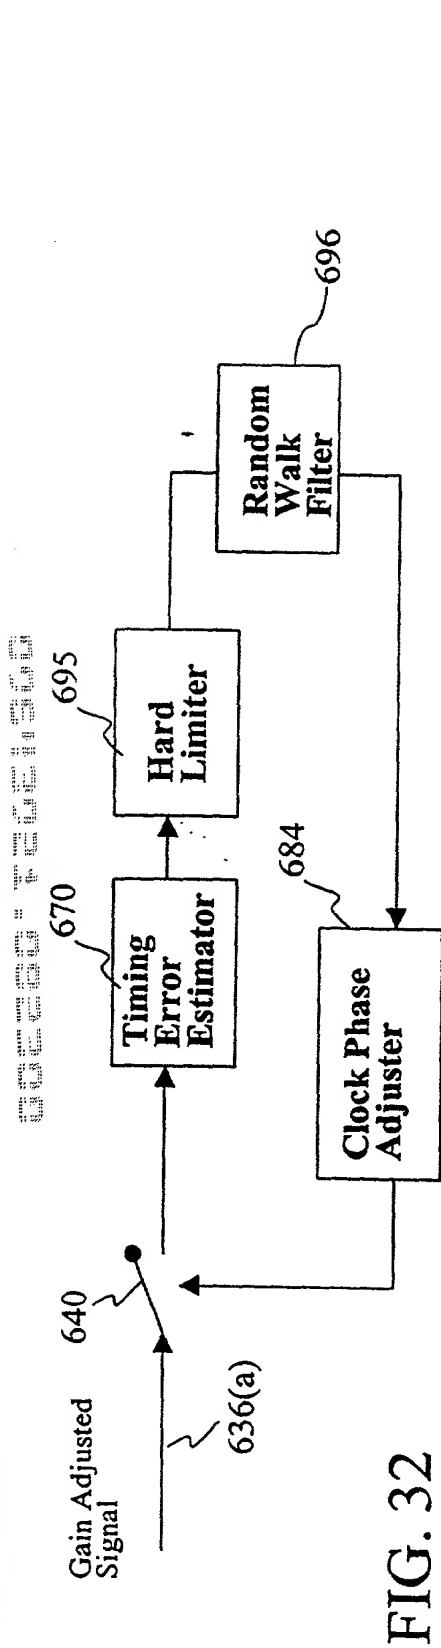 Gain Adjusted
Signal
636(a)
640
670
Timing
Error
Estimator
695
Hard
Limiter
Random
Walk
Filter
696
684
Clock Phase
Adjuster
FIG. 32